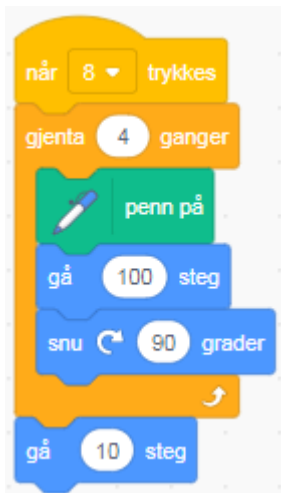 når 8 trykkes
gjenta 4 ganger
penn på
gå 100 steg
snu 90 grader
gå 10 steg